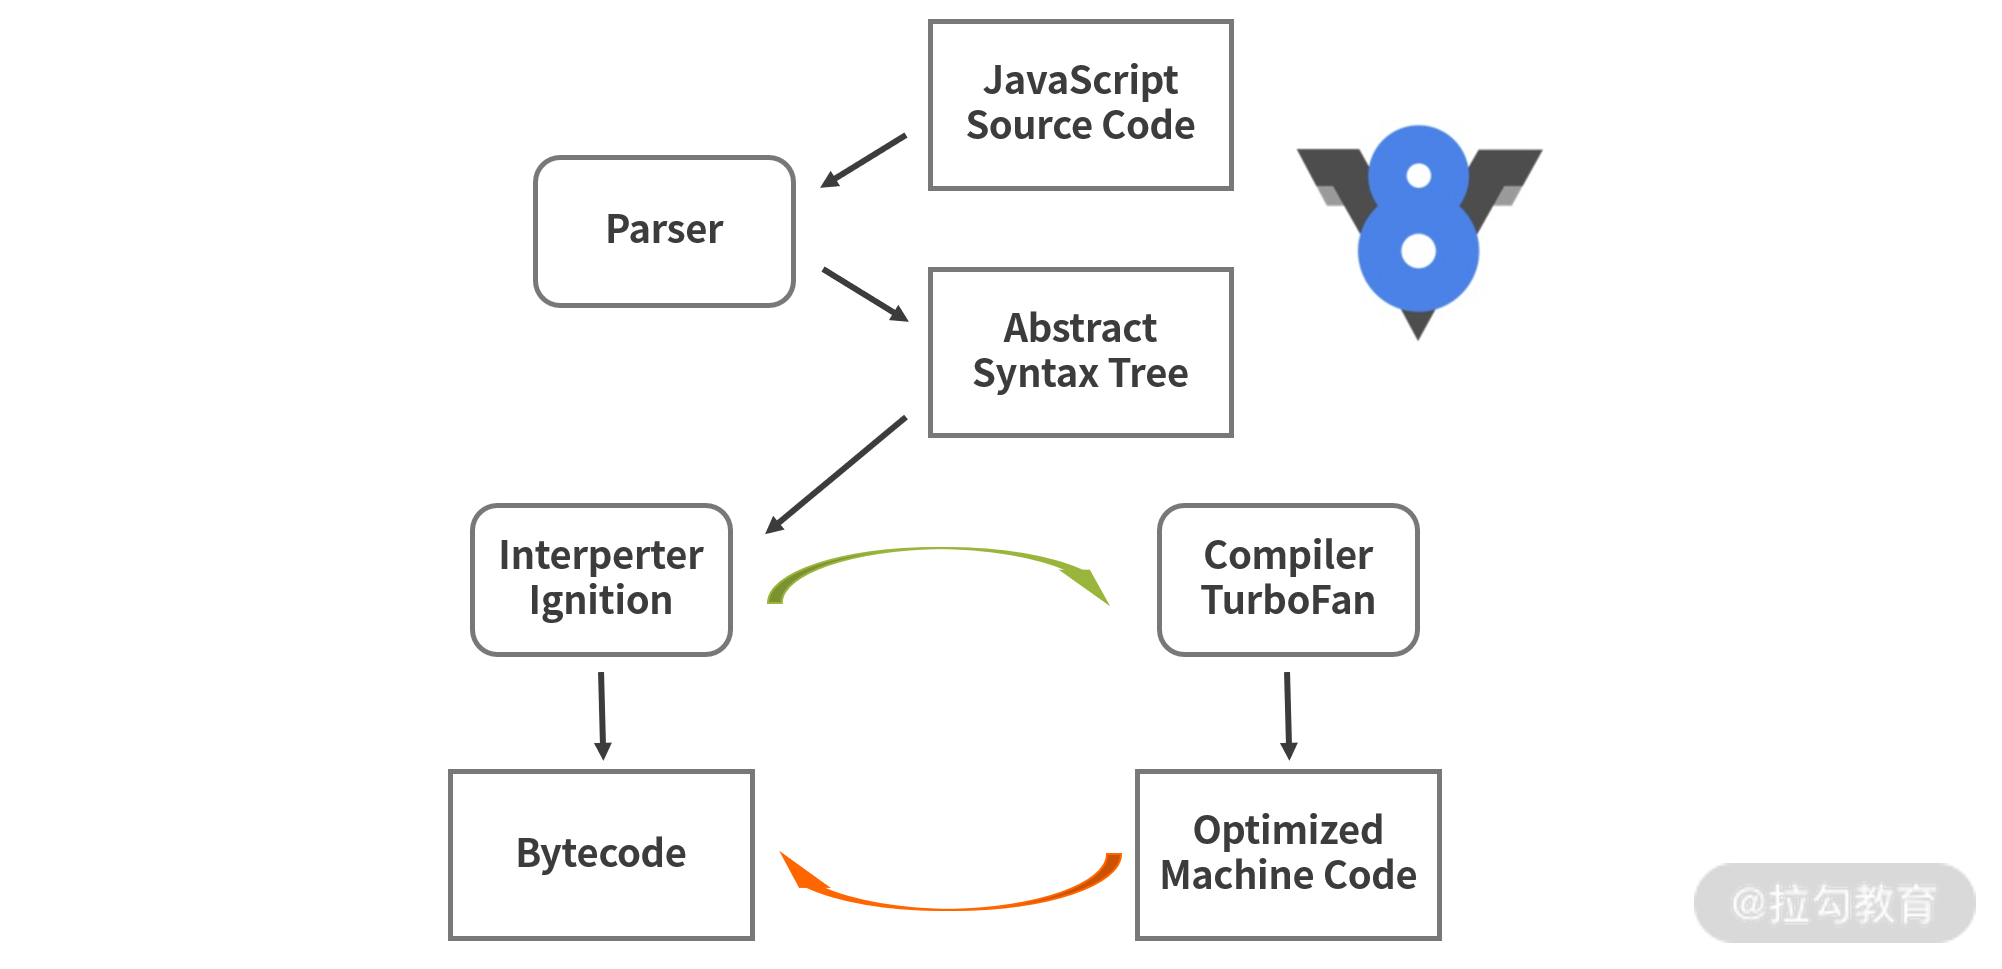 JavaScript
Source Code
Parser
Abstract
Syntax Tree
Interperter
Ignition
Compiler
TurboFan
Bytecode
Optimized
Machine Code
8
@拉勾教育